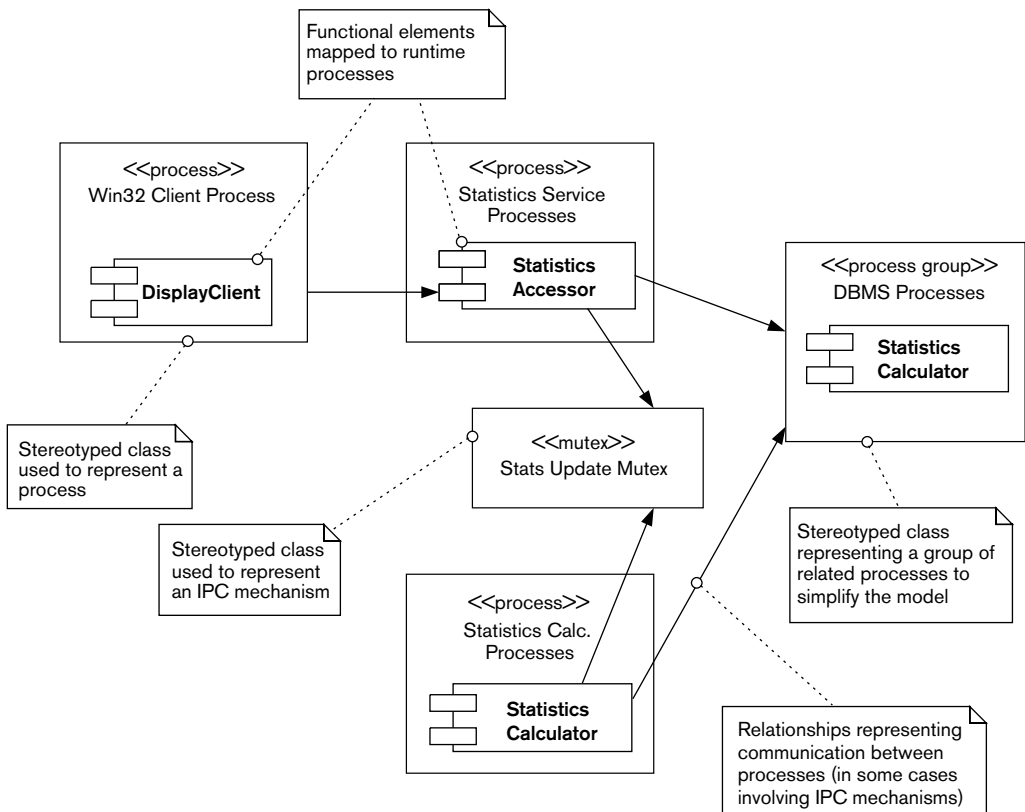 Functional elements
mapped to runtime
processes
<<process>>
Win32 Client Process
DisplayClient
<<process>>
Statistics Service
Processes
Statistics
Accessor
<<process group>>
DBMS Processes
Statistics
Calculator
Stereotyped class
used to represent a
process
<<mutex>>
Stats Update Mutex
Stereotyped class
used to represent
an IPC mechanism
Stereotyped class
representing a group of
related processes to
simplify the model
<<process>>
Statistics Calc.
Processes
Statistics
Calculator
Relationships representing
communication between
processes (in some cases
involving IPC mechanisms)